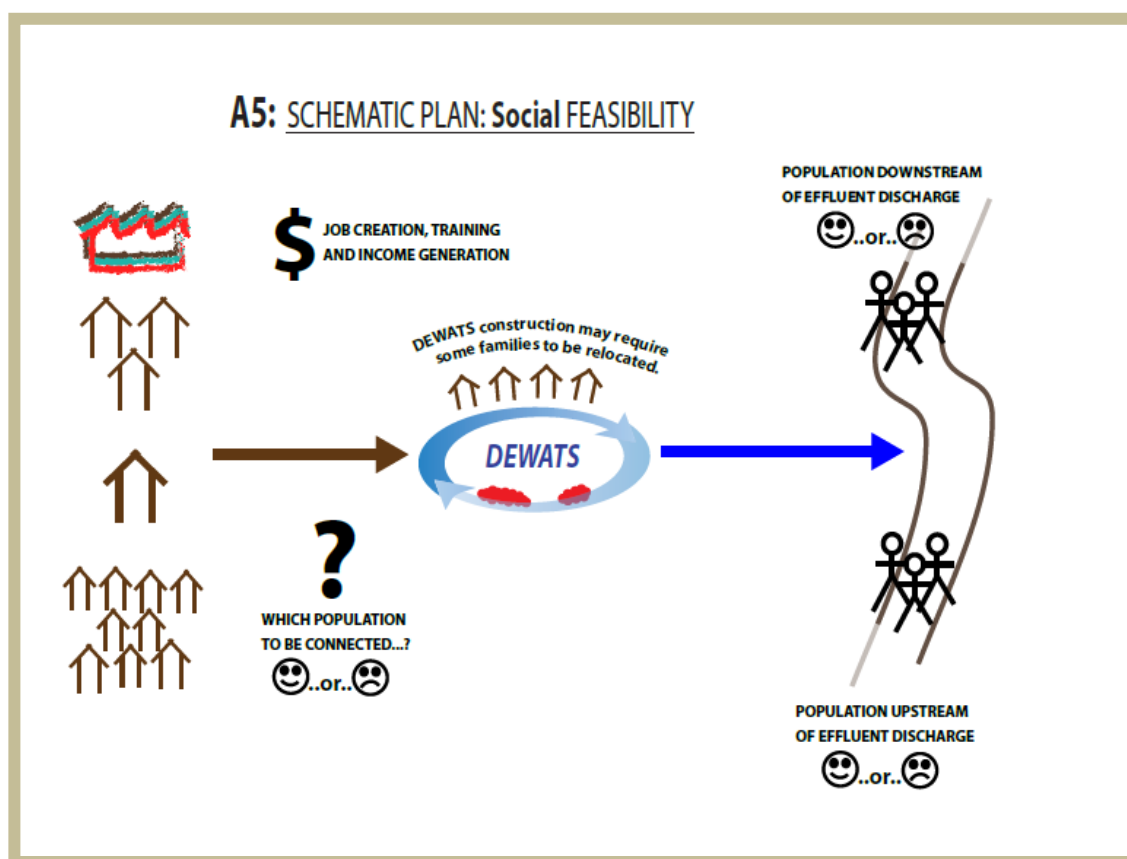 A5: SCHEMATIC PLAN: Social FEASIBILITY
POPULATION DOWNSTREAM
OF EFFLUENT DISCHARGE
..or..
$
JOB CREATION, TRAINING
AND INCOME GENERATION
DEWATS construction may require
some families to be relocated.
DEWATS
?
WHICH POPULATION
TO BE CONNECTED...?
..or..
POPULATION UPSTREAM
OF EFFLUENT DISCHARGE
..or..